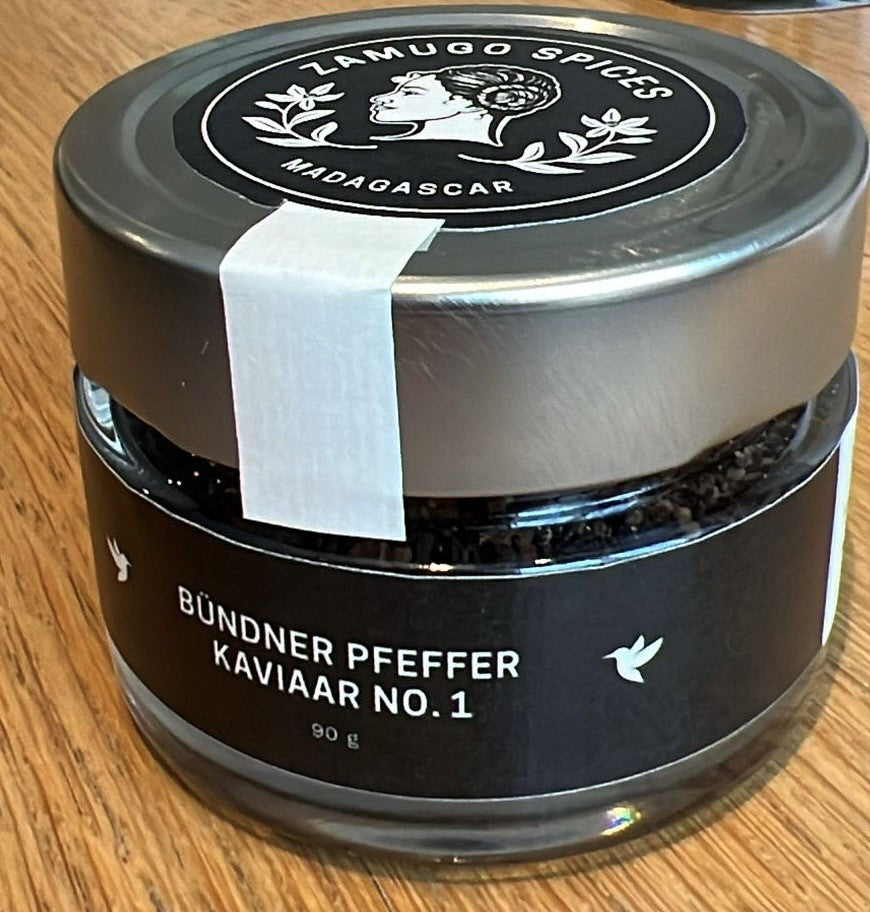 ZAMUGO SPICES
MADAGASCAR
BÜNDNER PFEFFER
KAVIAAR NO. 1
90 g